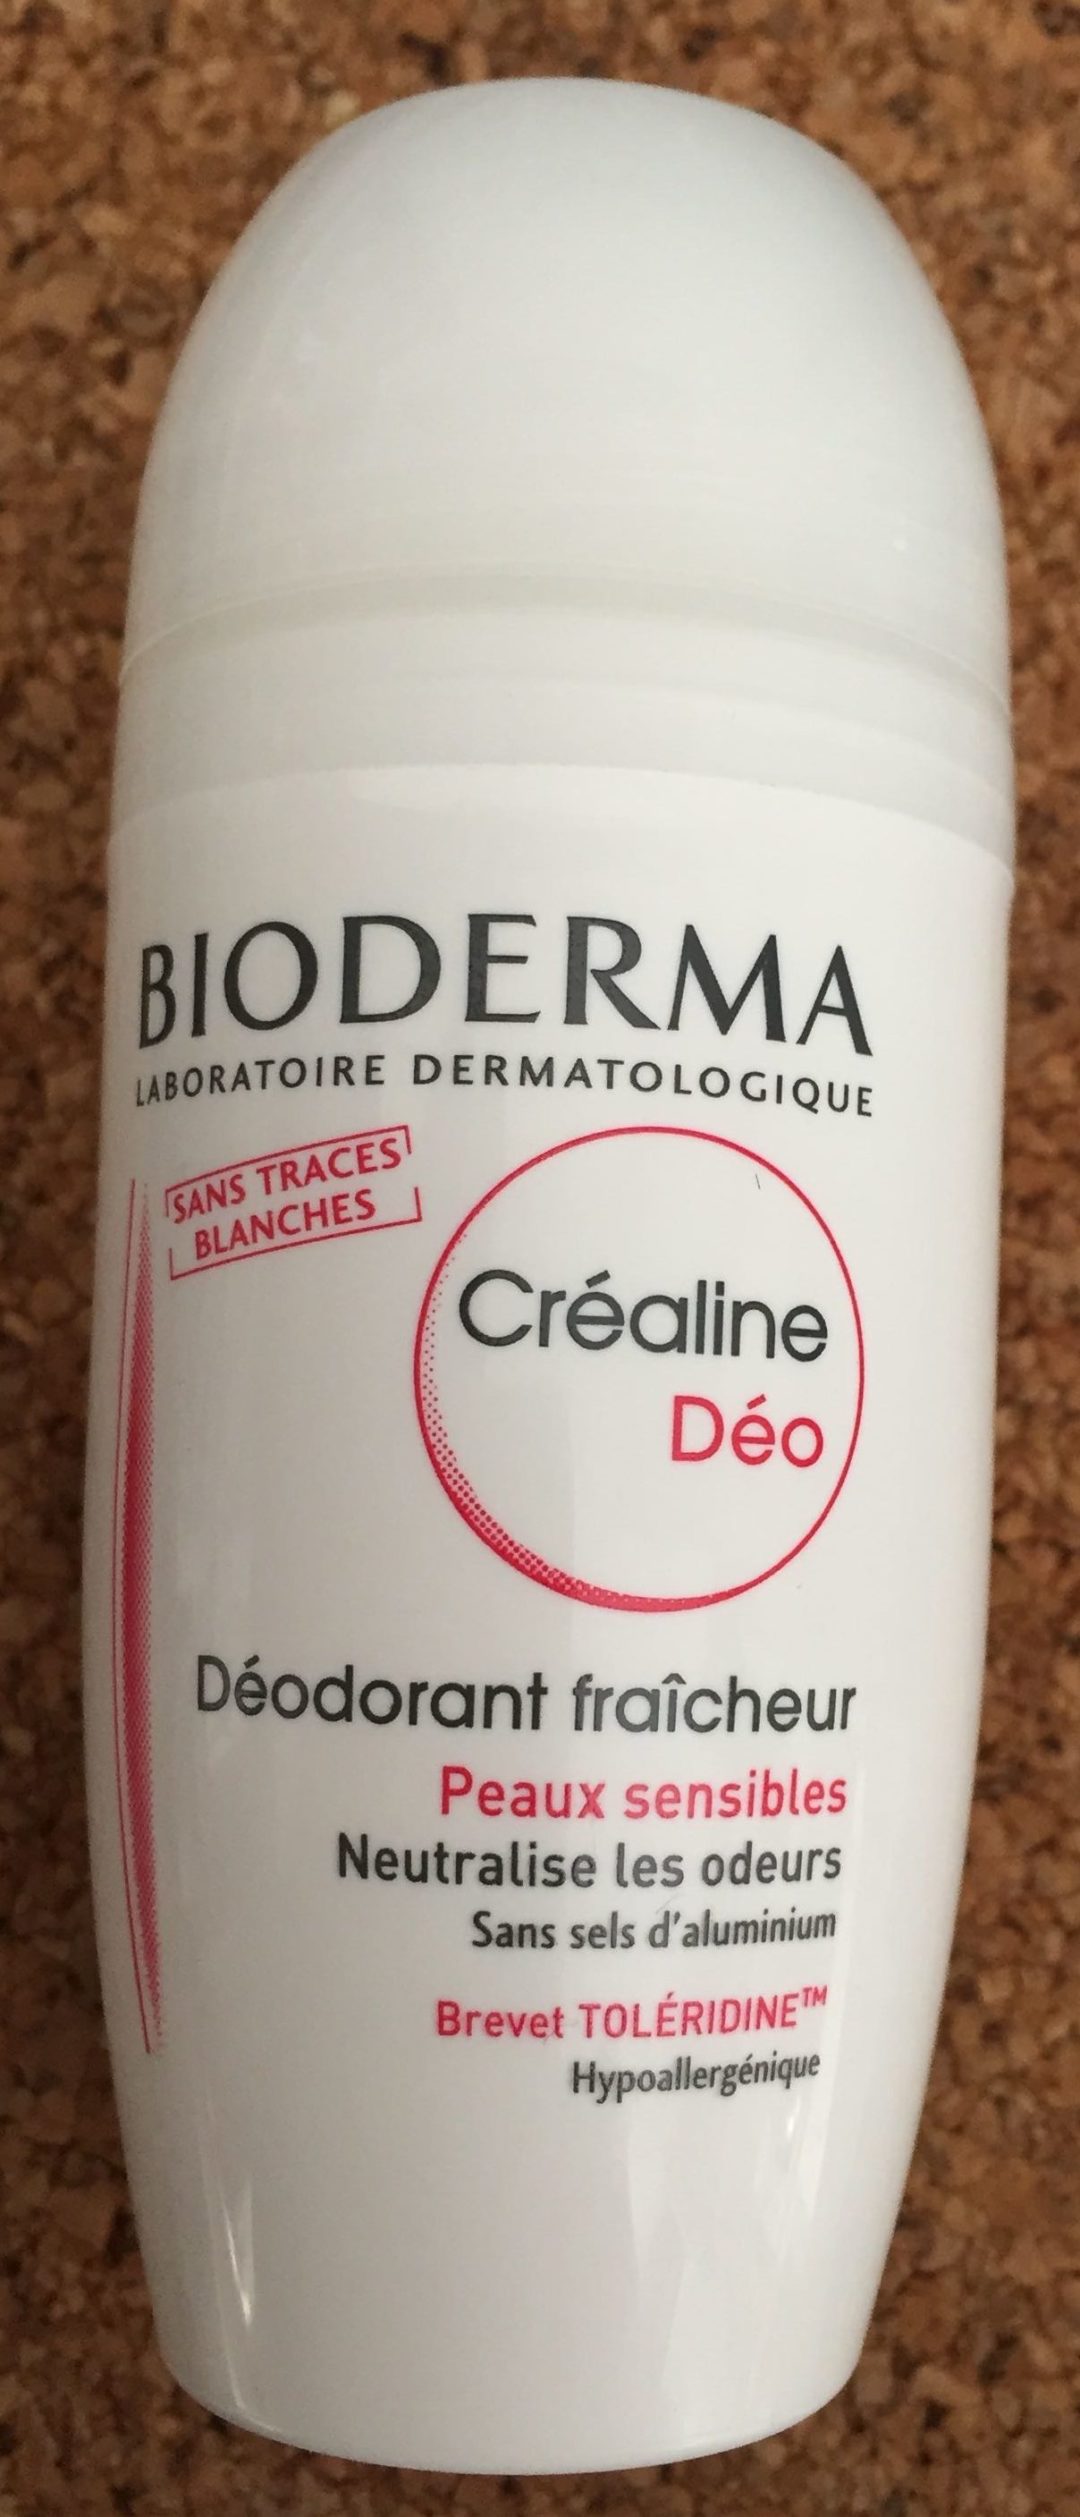 BIODERMA
LABORATOIRE DERMATOLOGIQUE
SANS TRACES
BLANCHES
Créaline
Déo
Déodorant fraîcheur
Peaux sensibles
Neutralise les odeurs
Sans sels d'aluminium
Brevet TOLÉRIDINE™
Hypoallergénique